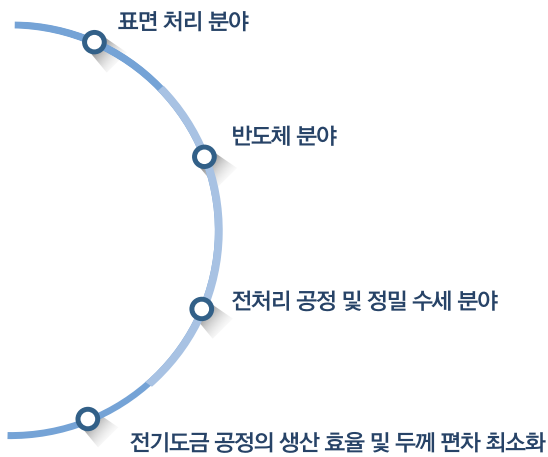 표면 처리 분야
반도체 분야
전처리 공정 및 정밀 수세 분야
전기도금 공정의 생산 효율 및 두께 편차 최소화